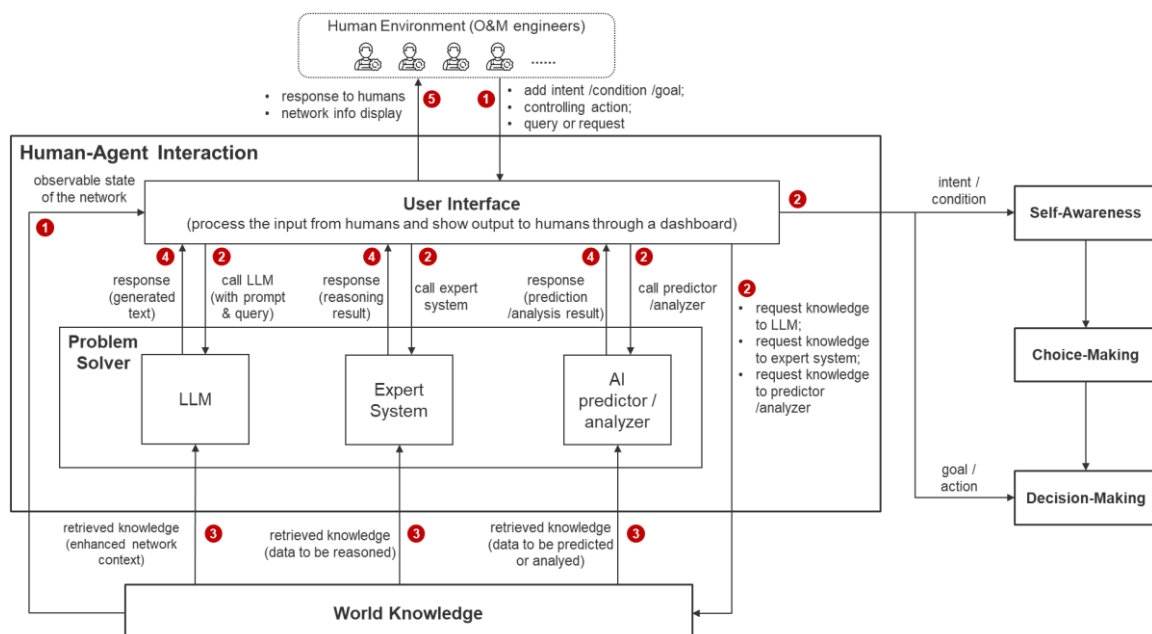 Human Environment (O&M engineers)
......
• response to humans
• network info display
5
1
• add intent /condition /goal;
• controlling action;
• query or request
Human-Agent Interaction
observable state
of the network
1
User Interface
(process the input from humans and show output to humans through a dashboard)
2
intent /
condition
Self-Awareness
4
2
4
2
4
2
response
(generated
text)
call LLM
(with prompt
& query)
response
(reasoning
result)
call expert
system
response
(prediction
/analysis result)
call predictor
/analyzer
2
• request knowledge
to LLM;
• request knowledge
to expert system;
• request knowledge
to predictor
/analyzer
Problem
Solver
LLM
Expert
System
AI
predictor /
analyzer
Choice-Making
goal /
action
Decision-Making
retrieved knowledge
(enhanced network
context)
3
retrieved knowledge
(data to be reasoned)
3
retrieved knowledge
(data to be predicted
or analyed)
3
World Knowledge